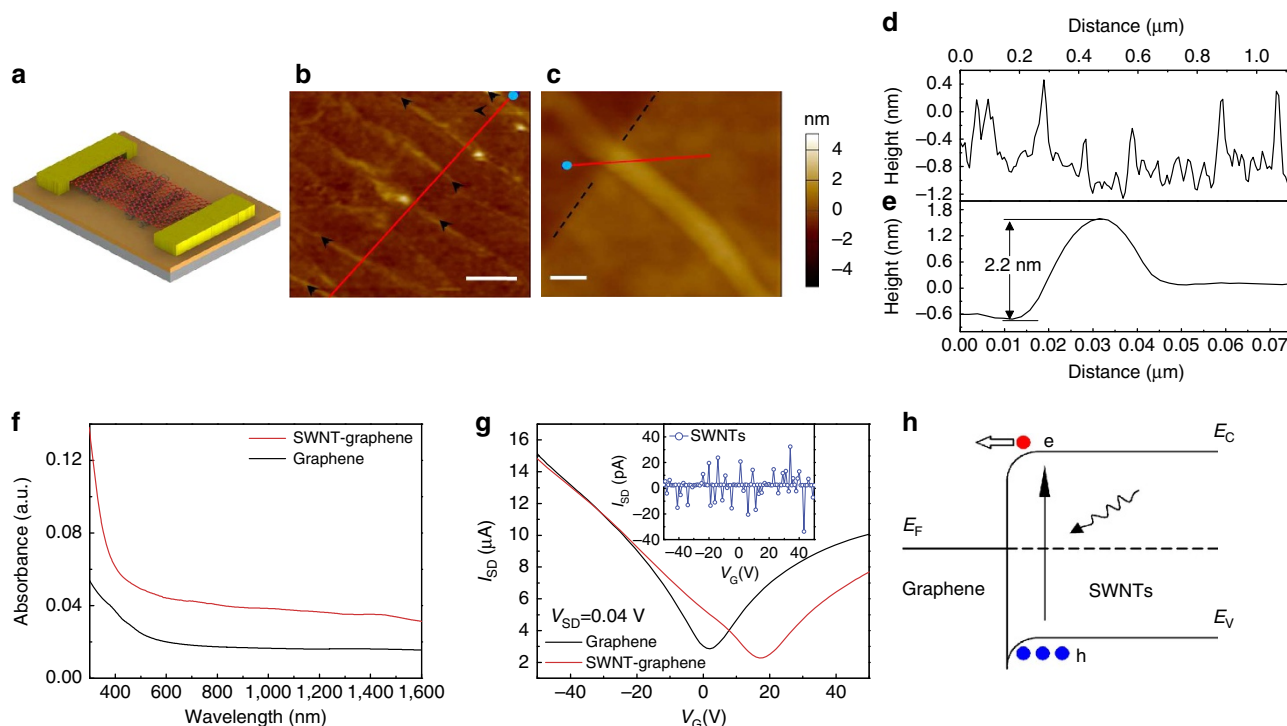 a
b
c
nm
4
2
0
−2
−4
d
Distance (μm)
0.0 0.2 0.4 0.6 0.8 1.0
Height (nm)
0.4
0.0
−0.4
−0.8
−1.2
e
Height (nm)
1.8
1.2
0.6
0.0
−0.6
2.2 nm
0.00 0.01 0.02 0.03 0.04 0.05 0.06 0.07
Distance (μm)
f
Absorbance (a.u.)
0.12
0.08
0.04
0.00
SWNT-graphene
Graphene
400 600 800 1,000 1,200 1,400 1,600
Wavelength (nm)
g
I_SD (μA)
16
14
12
10
8
6
4
2
V_SD=0.04 V
Graphene
SWNT-graphene
−40 −20 0 20 40
V_G(V)
I_SD (pA)
40
20
0
−20
−40
SWNTs
−40 −20 0 20 40
V_G(V)
h
e
E_C
E_F
Graphene
SWNTs
E_V
h